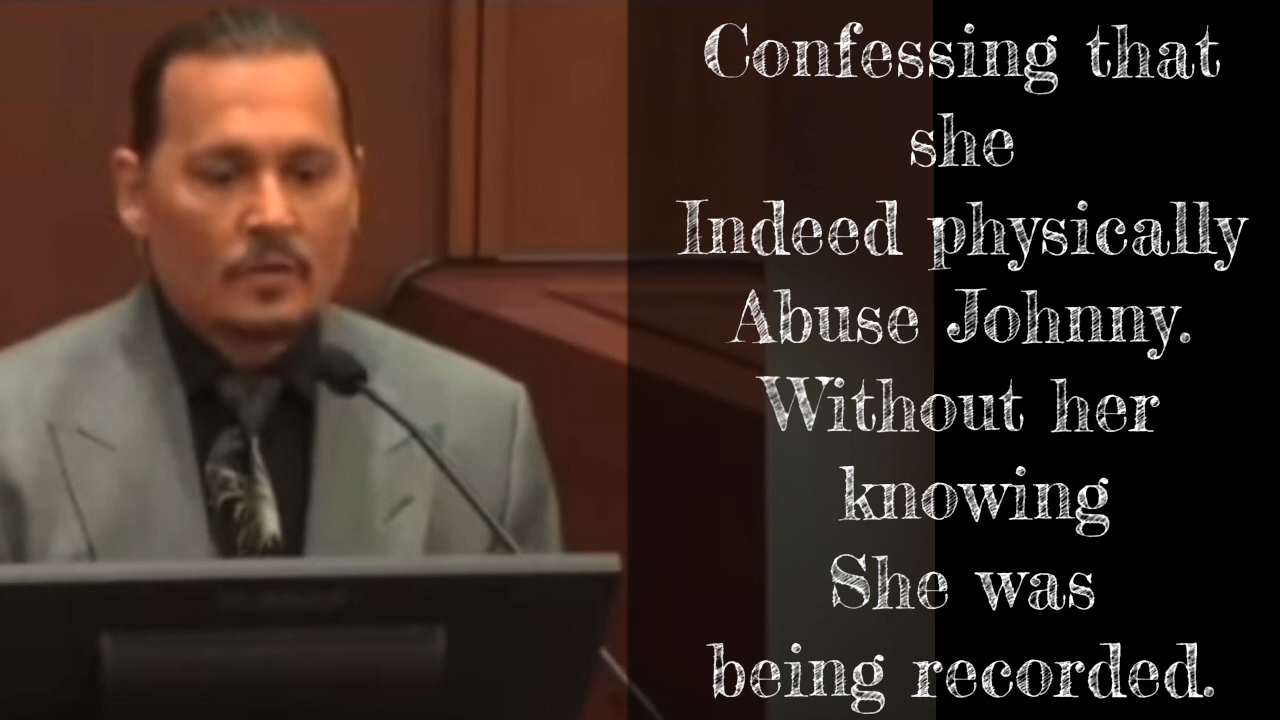 Confessing that
she
Indeed physically
Abuse Johnny.
Without her
knowing
She was
being recorded.